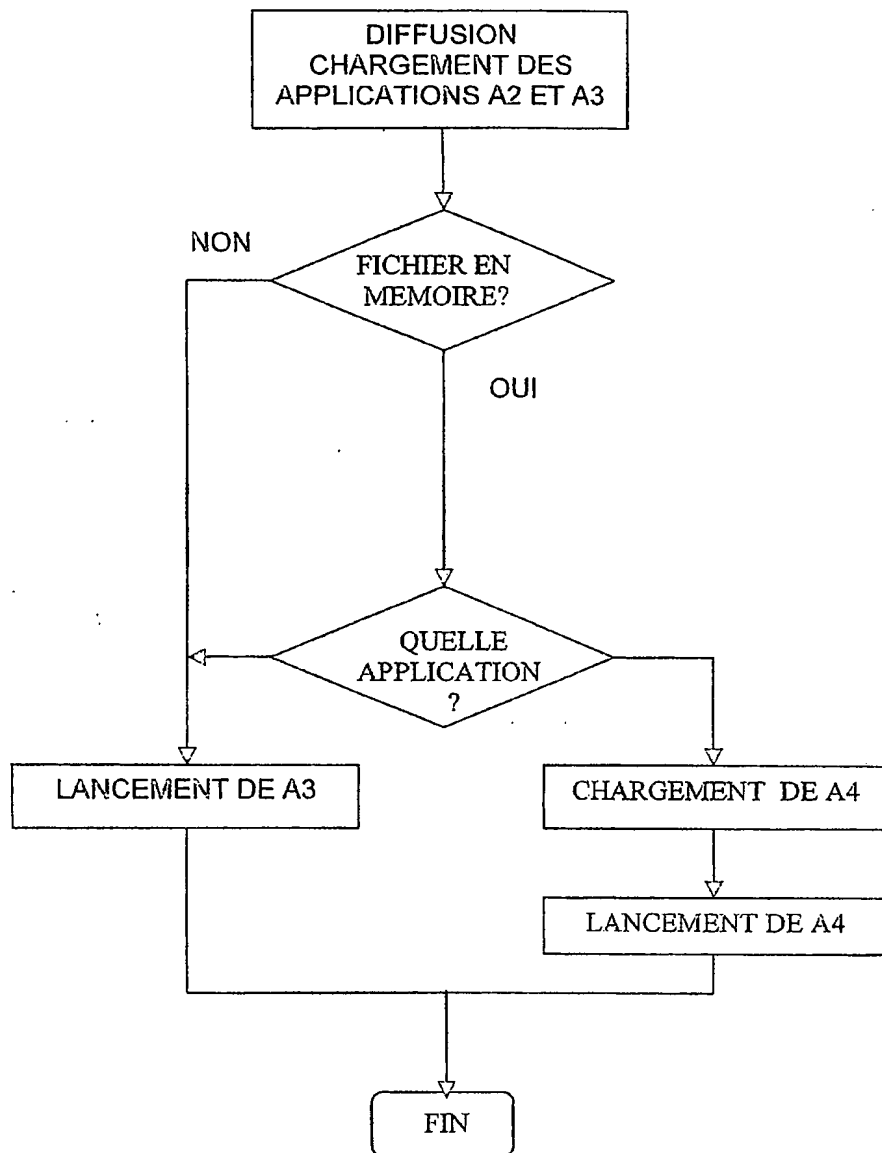 DIFFUSION
CHARGEMENT DES
APPLICATIONS A2 ET A3
NON
FICHIER EN
MEMOIRE?
OUI
QUELLE
APPLICATION
?
LANCEMENT DE A3
CHARGEMENT DE A4
LANCEMENT DE A4
FIN